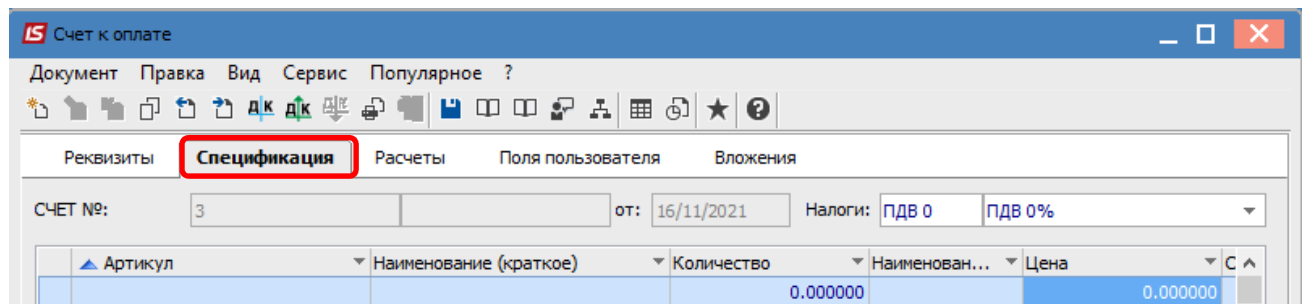 IS Счет к оплате
Документ Правка Вид Сервис Популярное ?
Д|К ДК Д|К
Реквизиты Спецификация Расчеты Поля пользователя Вложения
СЧЕТ №: 3 от: 16/11/2021 Налоги: ПДВ 0 ПДВ 0%
Артикул Наименование (краткое) Количество Наименован... Цена С
0.000000 0.000000